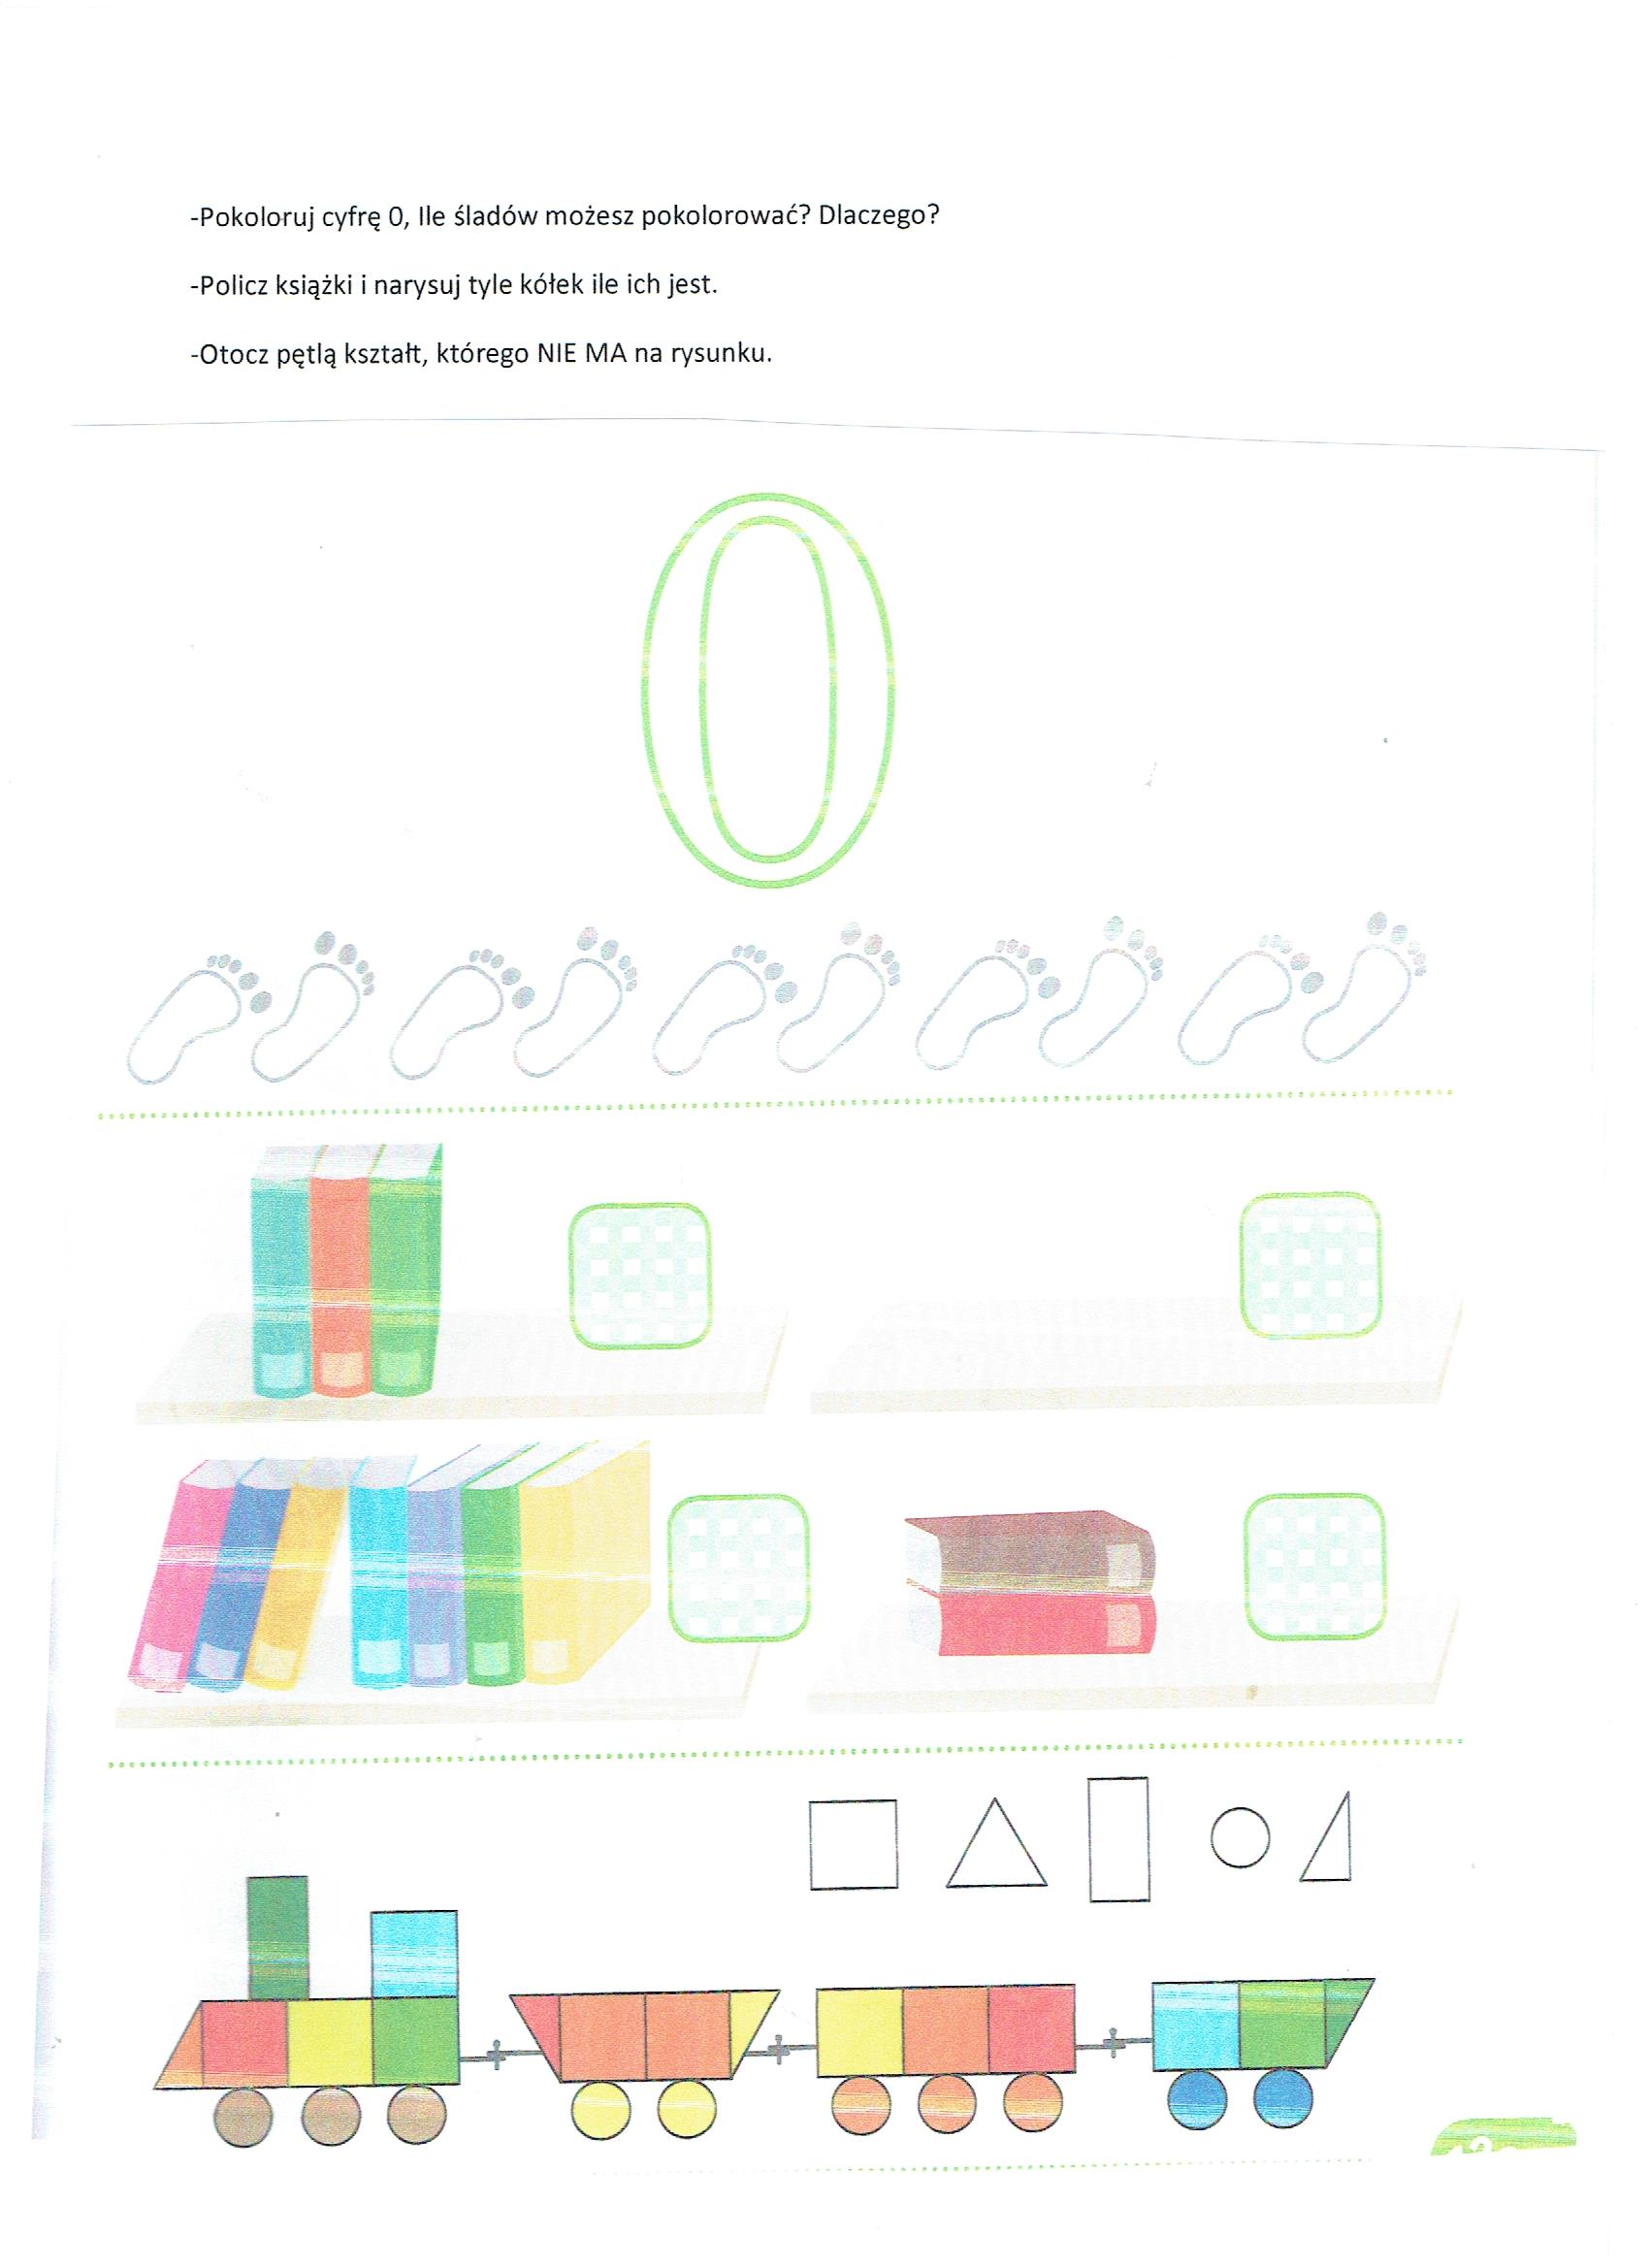 -Pokoloruj cyfrę 0, Ile śladów możesz pokolorować? Dlaczego?
-Policz książki i narysuj tyle kółek ile ich jest.
-Otocz pętlą kształt, którego NIE MA na rysunku.
0